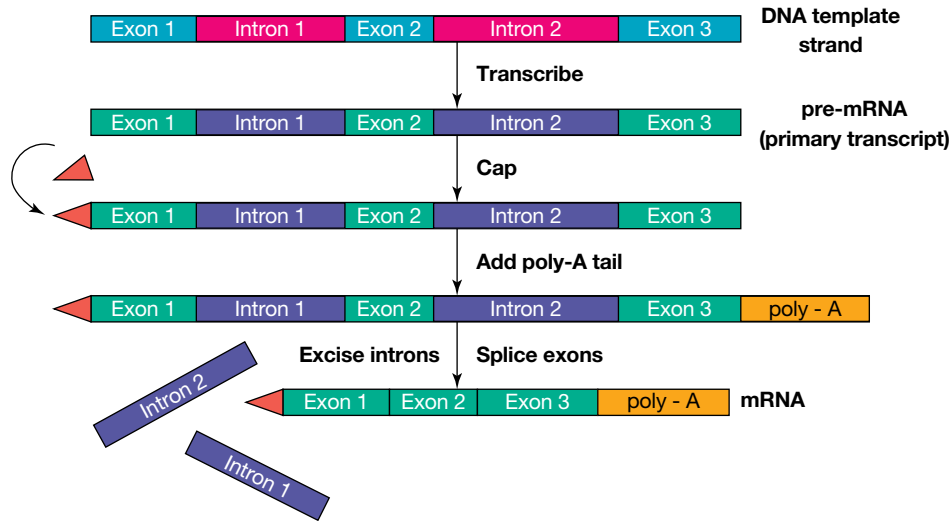 Exon 1 Intron 1 Exon 2 Intron 2 Exon 3
DNA template
strand
Transcribe
Exon 1 Intron 1 Exon 2 Intron 2 Exon 3
pre-mRNA
(primary transcript)
Cap
Exon 1 Intron 1 Exon 2 Intron 2 Exon 3
Add poly-A tail
Exon 1 Intron 1 Exon 2 Intron 2 Exon 3 poly - A
Excise introns Splice exons
Intron 2
Exon 1 Exon 2 Exon 3 poly - A mRNA
Intron 1